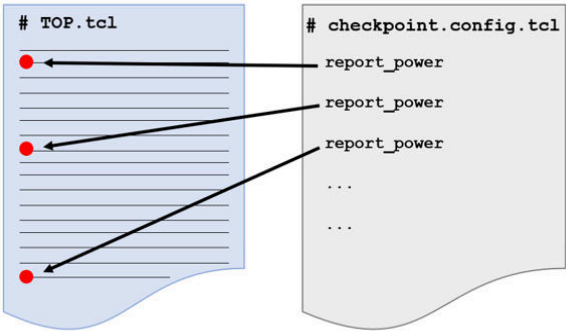 # TOP.tcl
# checkpoint.config.tcl
report_power
report_power
report_power
...
...